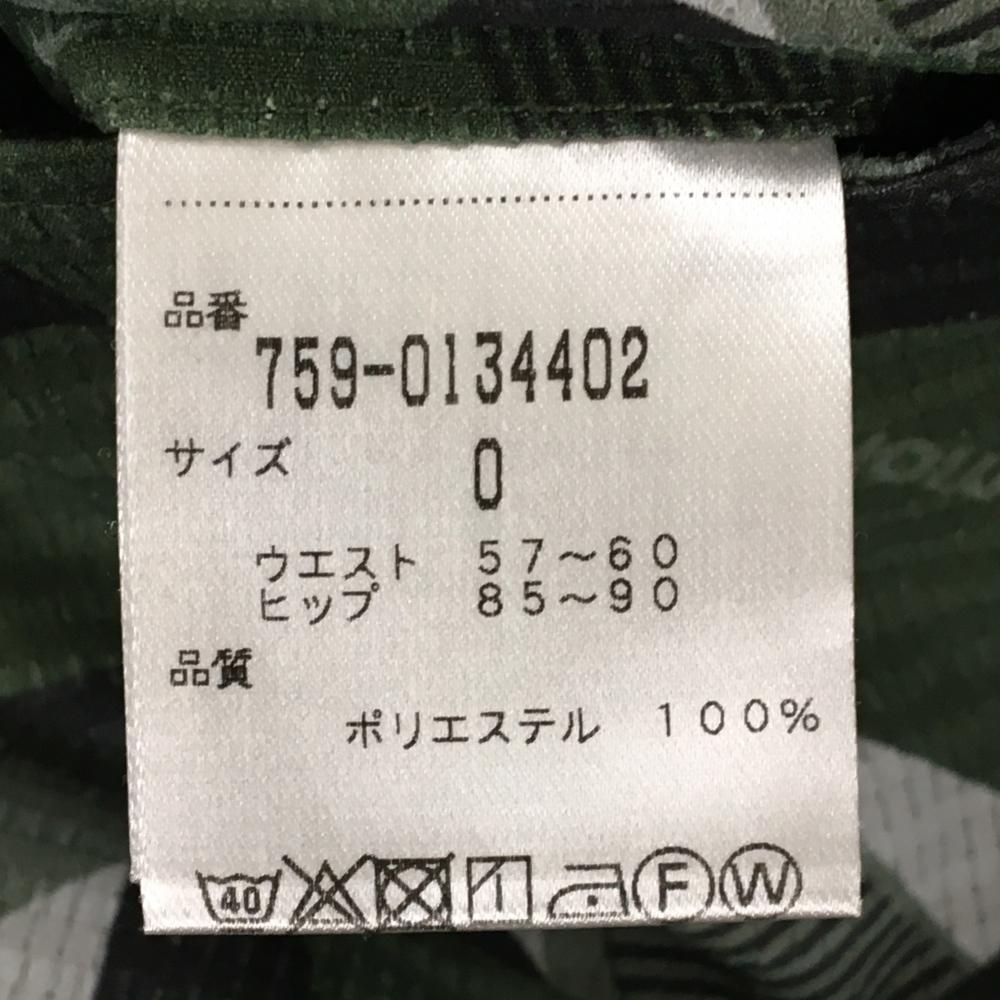 品番
759-0134402
サイズ 0
ウエスト 57〜60
ヒップ 85〜90
品質
ポリエステル 100%
40 F W